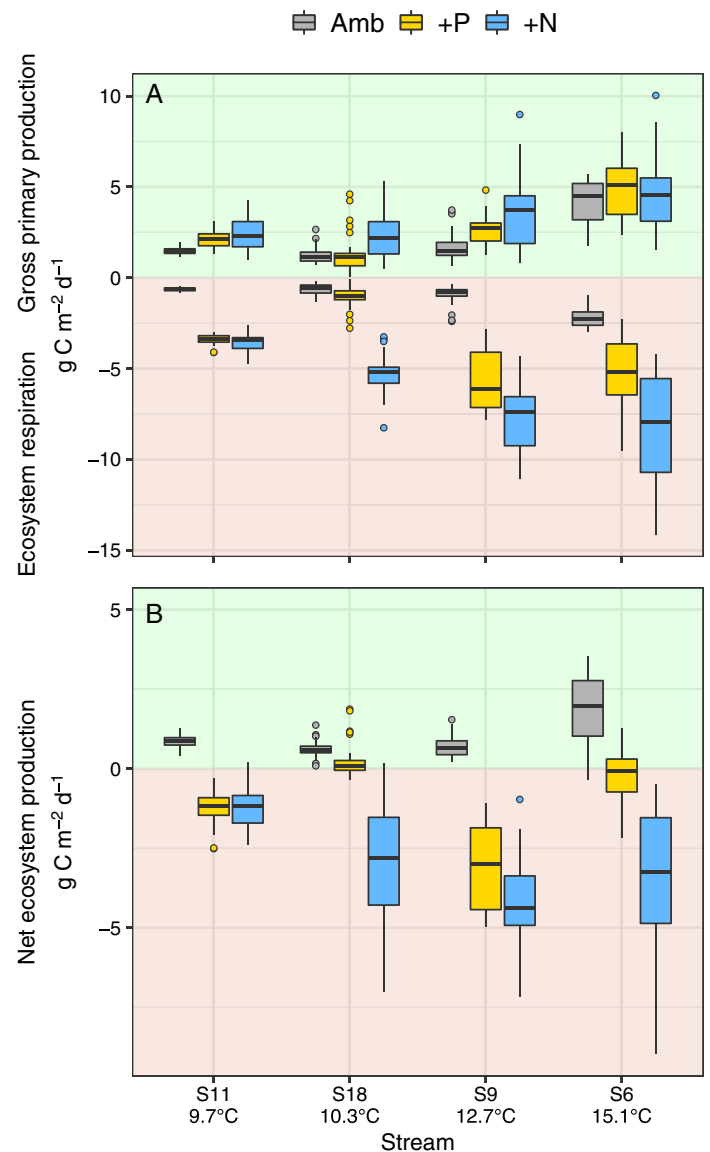 Amb +P +N
A
Gross primary production
Ecosystem respiration
g C m⁻² d⁻¹
10
5
0
−5
−10
−15
B
Net ecosystem production
g C m⁻² d⁻¹
5
0
−5
S11 S18 S9 S6
9.7°C 10.3°C 12.7°C 15.1°C
Stream